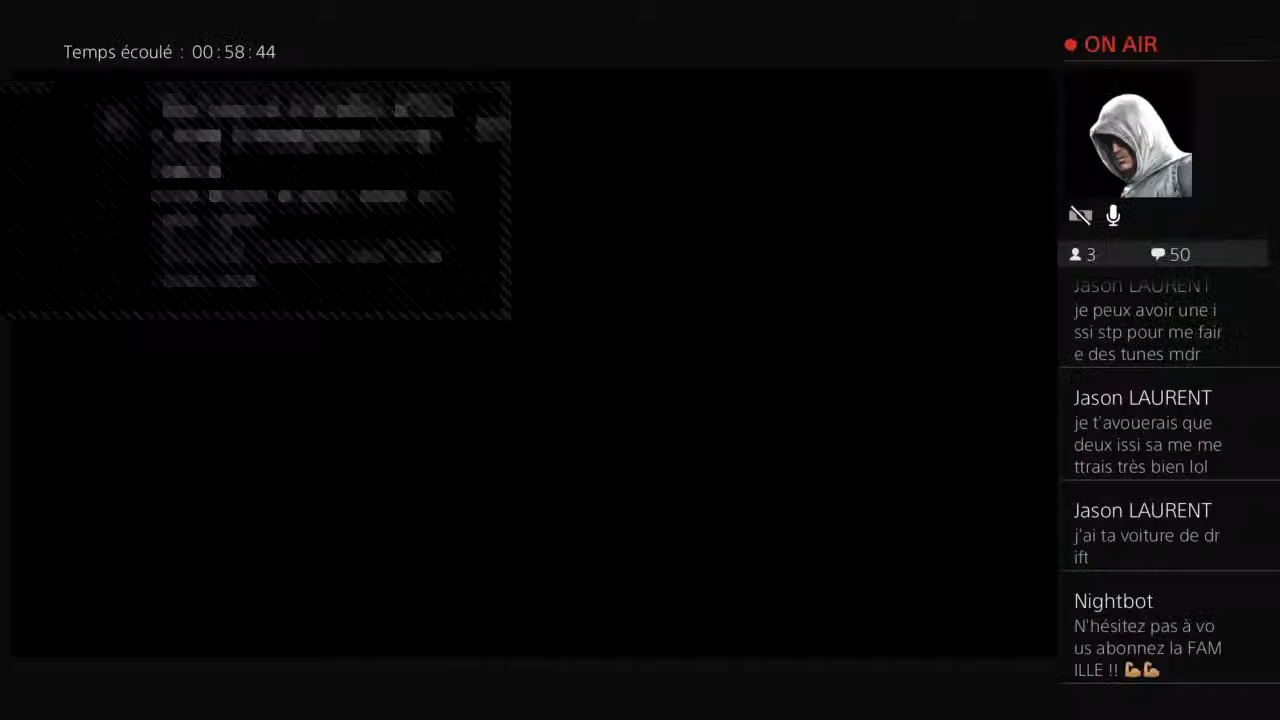 Temps écoulé : 00:58:44
ON AIR
3 50
Jason LAURENT
je peux avoir une i
ssi stp pour me fair
e des tunes mdr
Jason LAURENT
je t'avouerais que
deux issi sa me me
ttrais très bien lol
Jason LAURENT
j'ai ta voiture de dr
ift
Nightbot
N'hésitez pas à vo
us abonnez la FAM
ILLE !! 💪🏽💪🏽